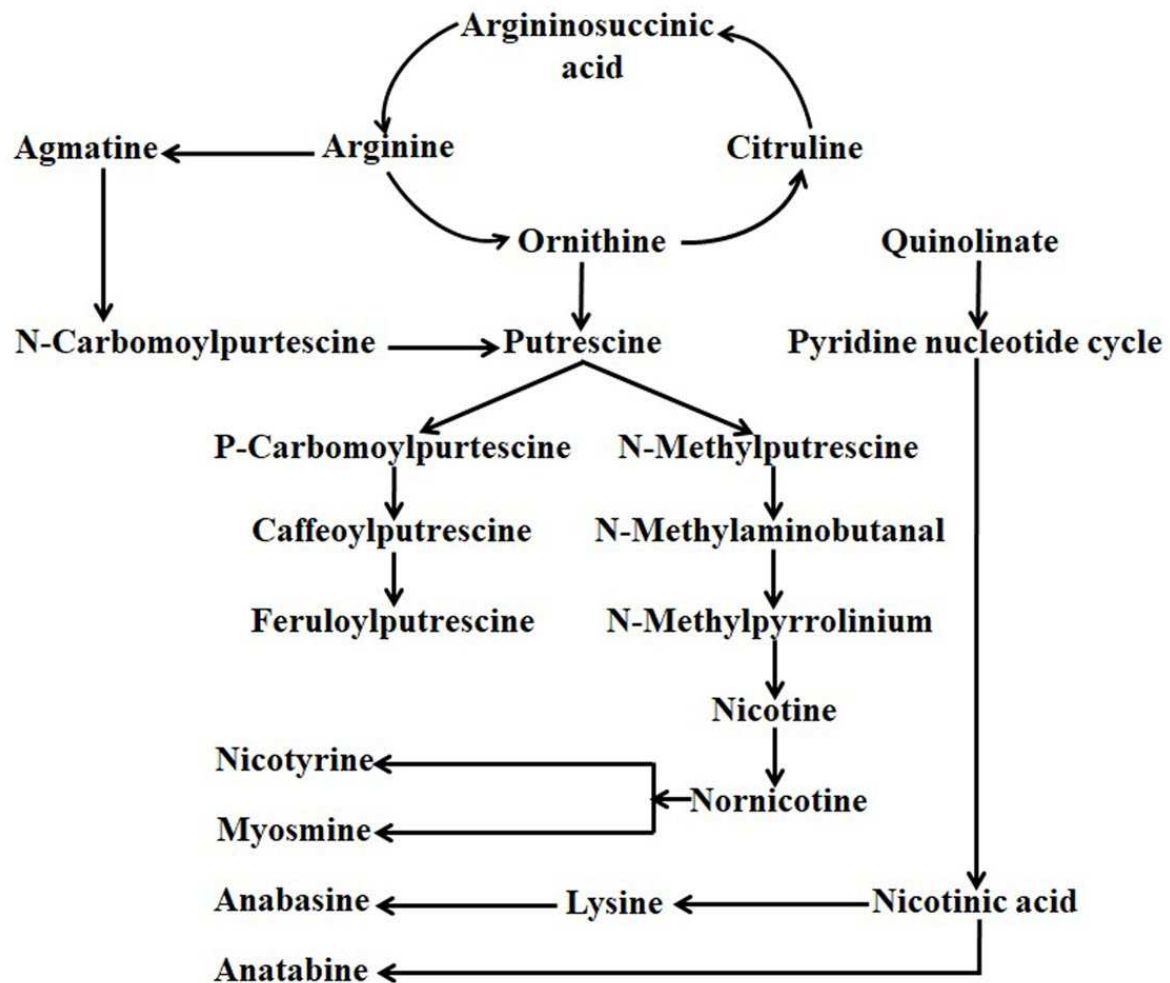 Argininosuccinic
acid
Agmatine
Arginine
Citruline
Ornithine
Quinolinate
N-Carbomoylpurtescine
Putrescine
Pyridine nucleotide cycle
P-Carbomoylpurtescine
N-Methylputrescine
Caffeoylputrescine
N-Methylaminobutanal
Feruloylputrescine
N-Methylpyrrolinium
Nicotine
Nicotyrine
Nornicotine
Myosmine
Anabasine
Lysine
Nicotinic acid
Anatabine